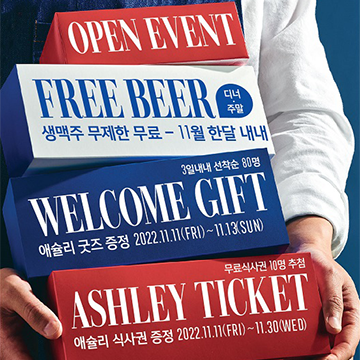 OPEN EVENT
FREE BEER
디너·주말
생맥주 무제한 무료 – 11월 한달 내내
3일내내 선착순 80명
WELCOME GIFT
애슐리 굿즈 증정 2022.11.11(FRI)~11.13(SUN)
무료식사권 10명 추첨
ASHLEY TICKET
애슐리 식사권 증정 2022.11.11(FRI)~11.30(WED)